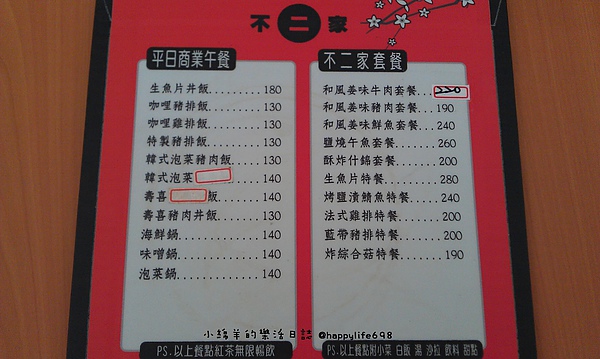 不二家
平日商業午餐
生魚片丼飯.........180
咖哩豬排飯.........130
咖哩雞排飯.........130
特製豬排飯.........130
韓式泡菜豬肉飯.....130
韓式泡菜 140
壽喜 飯.......140
壽喜豬肉丼飯.......130
海鮮鍋.............140
味噌鍋.............140
泡菜鍋.............140
PS.以上餐點紅茶無限暢飲
不二家套餐
和風姜味牛肉套餐...220
和風姜味豬肉套餐...190
和風姜味鮮魚套餐...240
鹽燒午魚套餐.......260
酥炸什錦套餐.......200
生魚片特餐.........280
烤鹽漬鯖魚特餐.....240
法式雞排特餐.......200
藍帶豬排特餐.......200
炸綜合菇特餐.......190
PS.以上餐點附小菜 白飯 湯 沙拉 飲料 甜點
小綿羊的樂活日誌 @happylife698